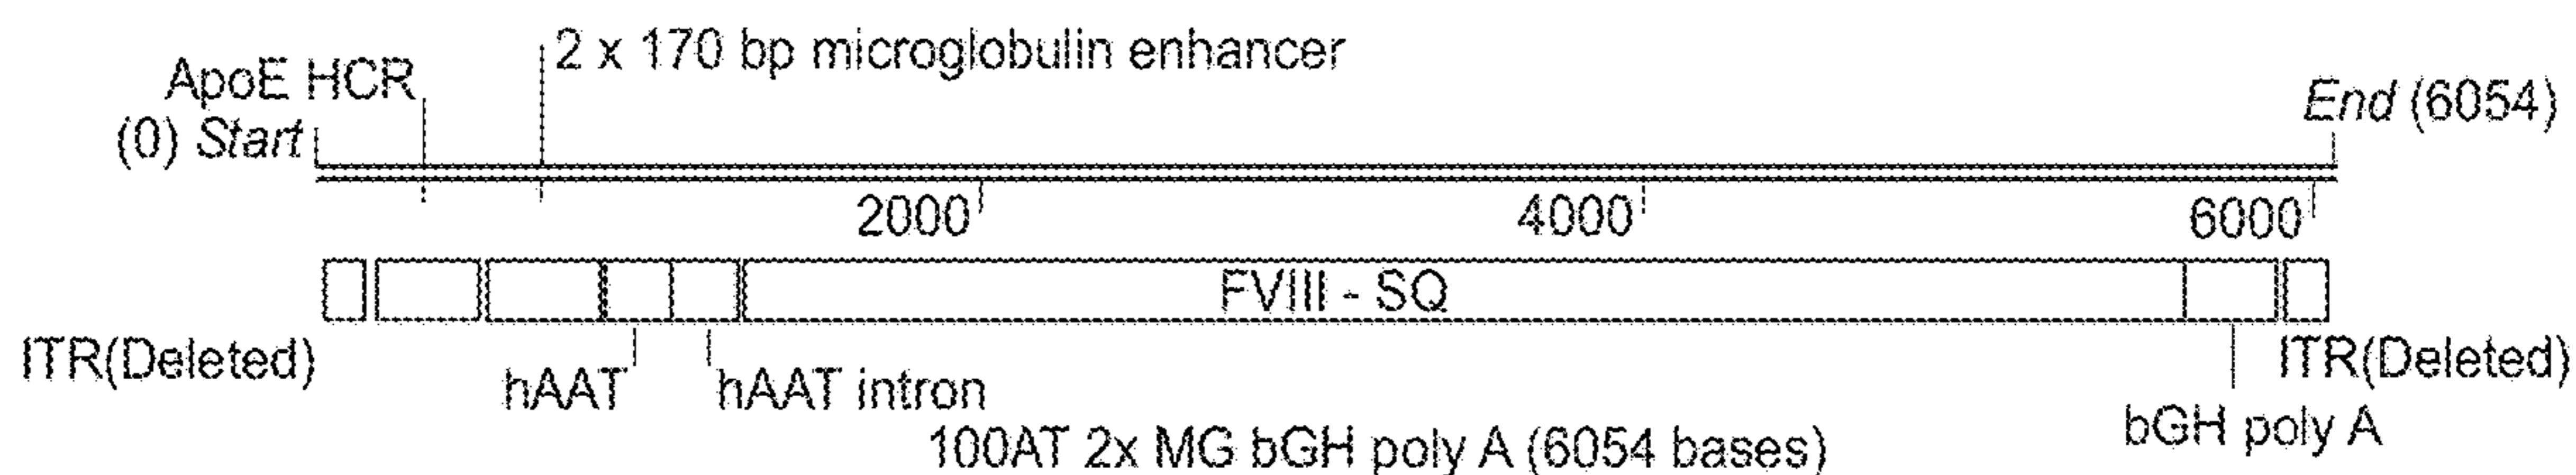 2 x 170 bp microglobulin enhancer
ApoE HCR
(0) Start
End (6054)
2000
4000
6000
FVIII - SQ
ITR(Deleted)
hAAT
hAAT intron
ITR(Deleted)
bGH poly A
100AT 2x MG bGH poly A (6054 bases)